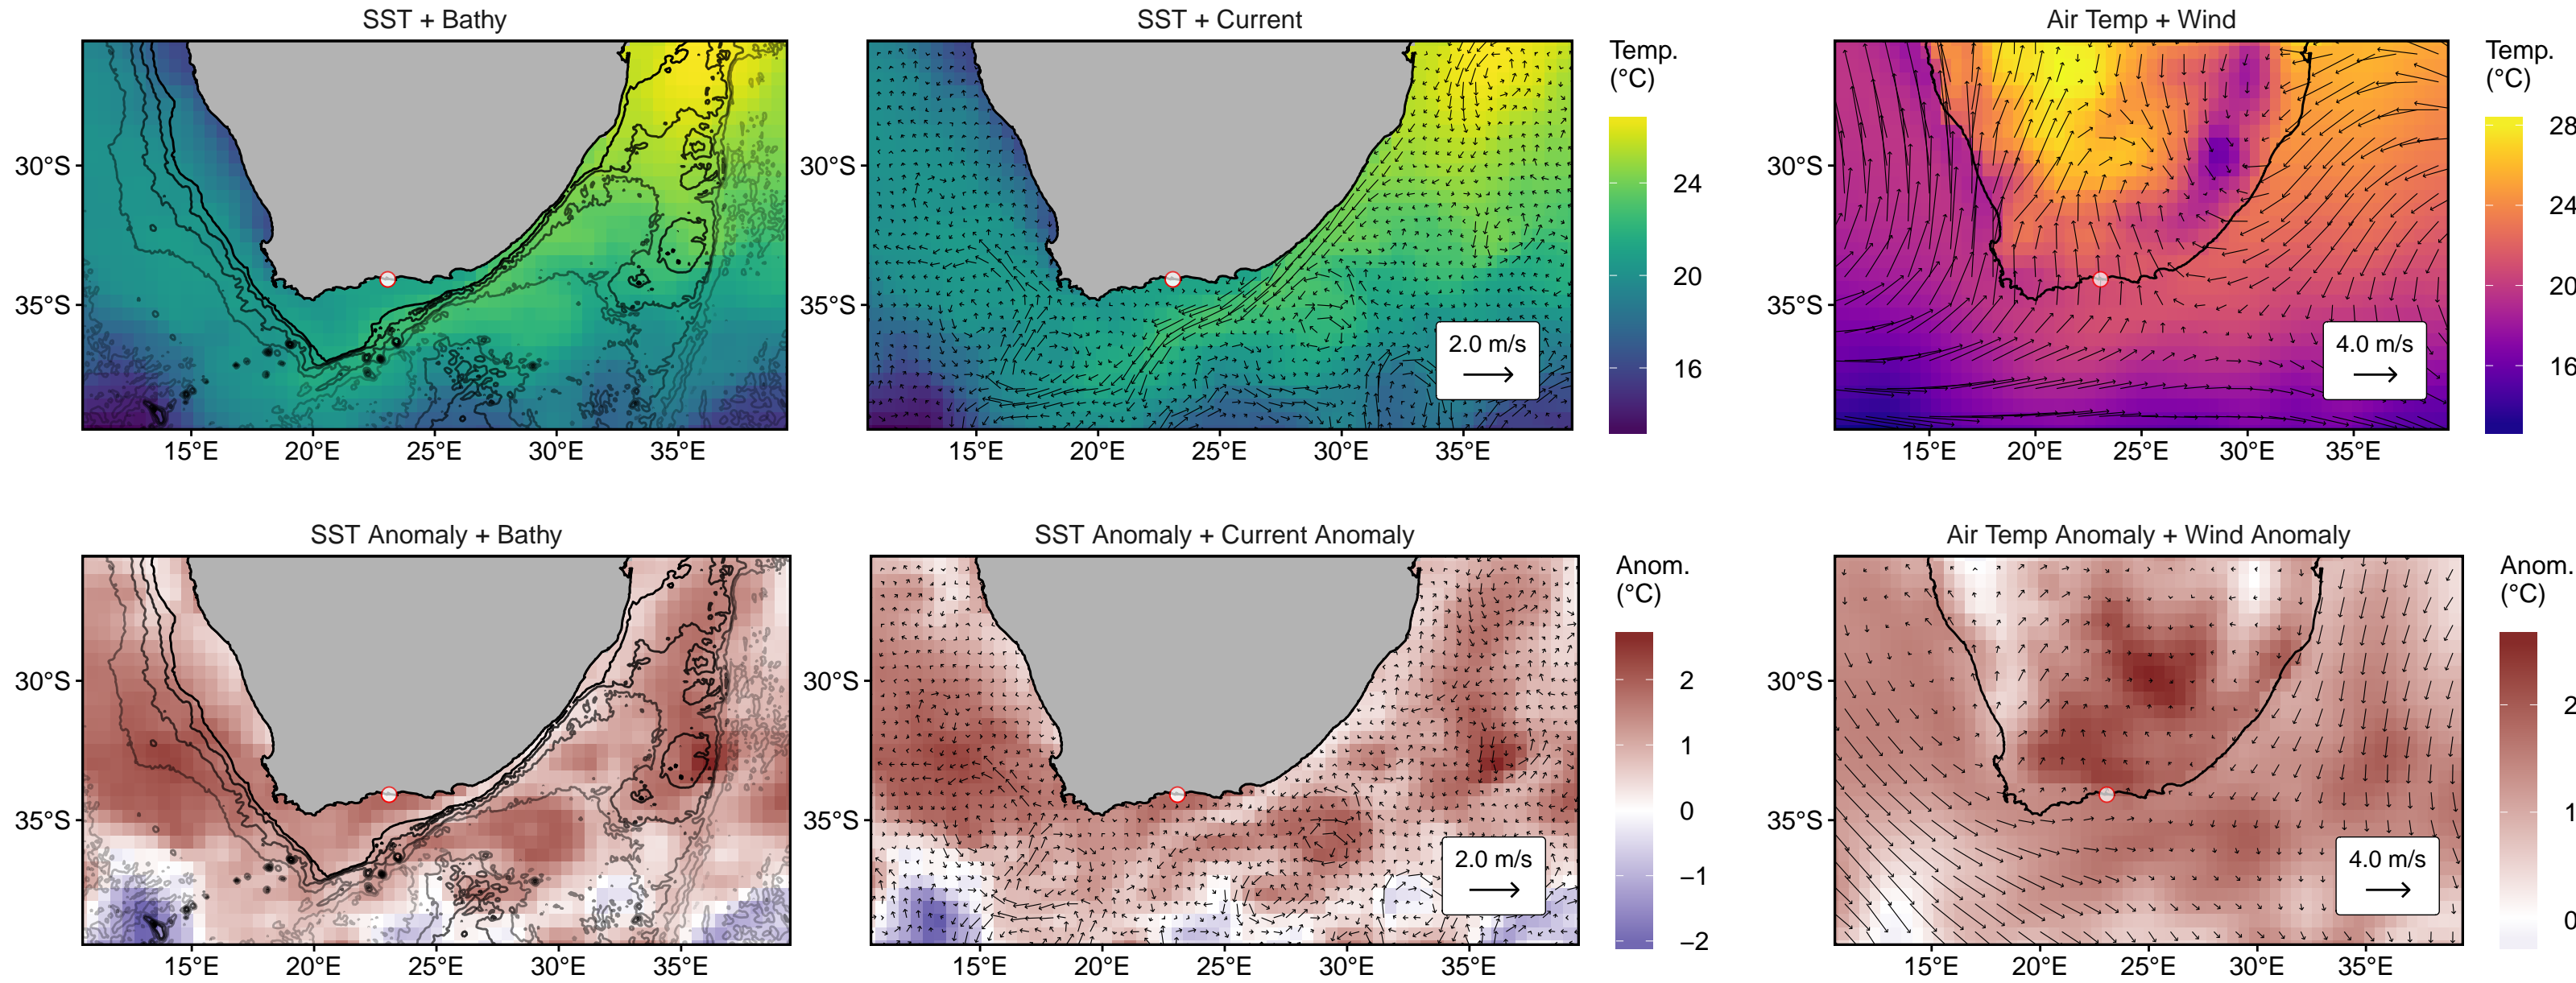 SST + Bathy
SST + Current
Air Temp + Wind
30°S
35°S
15°E 20°E 25°E 30°E 35°E
30°S
35°S
2.0 m/s
15°E 20°E 25°E 30°E 35°E
Temp.
(°C)
24
20
16
30°S
35°S
4.0 m/s
15°E 20°E 25°E 30°E 35°E
Temp.
(°C)
28
24
20
16
SST Anomaly + Bathy
SST Anomaly + Current Anomaly
Air Temp Anomaly + Wind Anomaly
30°S
35°S
15°E 20°E 25°E 30°E 35°E
30°S
35°S
2.0 m/s
15°E 20°E 25°E 30°E 35°E
Anom.
(°C)
2
1
0
−1
−2
30°S
35°S
4.0 m/s
15°E 20°E 25°E 30°E 35°E
Anom.
(°C)
2
1
0